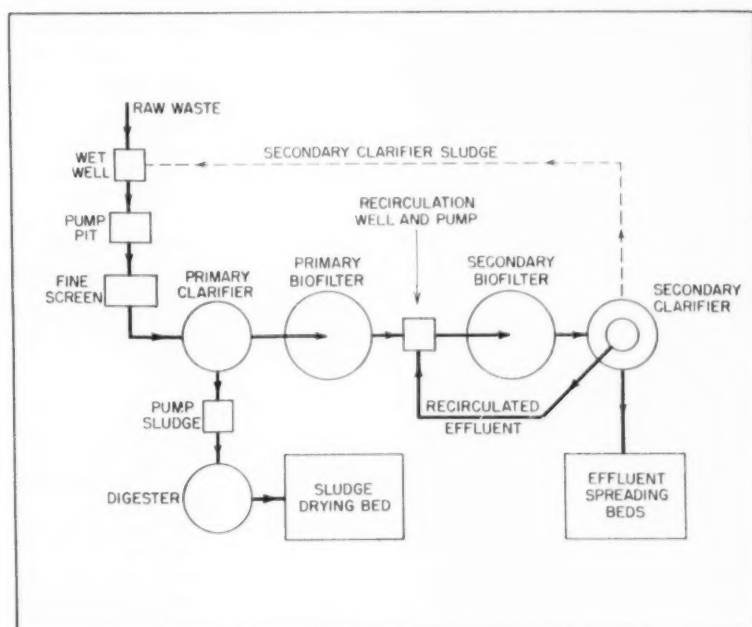 RAW WASTE
WET
WELL
SECONDARY CLARIFIER SLUDGE
RECIRCULATION
WELL AND PUMP
PUMP
PIT
FINE
SCREEN
PRIMARY
CLARIFIER
PRIMARY
BIOFILTER
SECONDARY
BIOFILTER
SECONDARY
CLARIFIER
PUMP
SLUDGE
RECIRCULATED
EFFLUENT
DIGESTER
SLUDGE
DRYING BED
EFFLUENT
SPREADING
BEDS